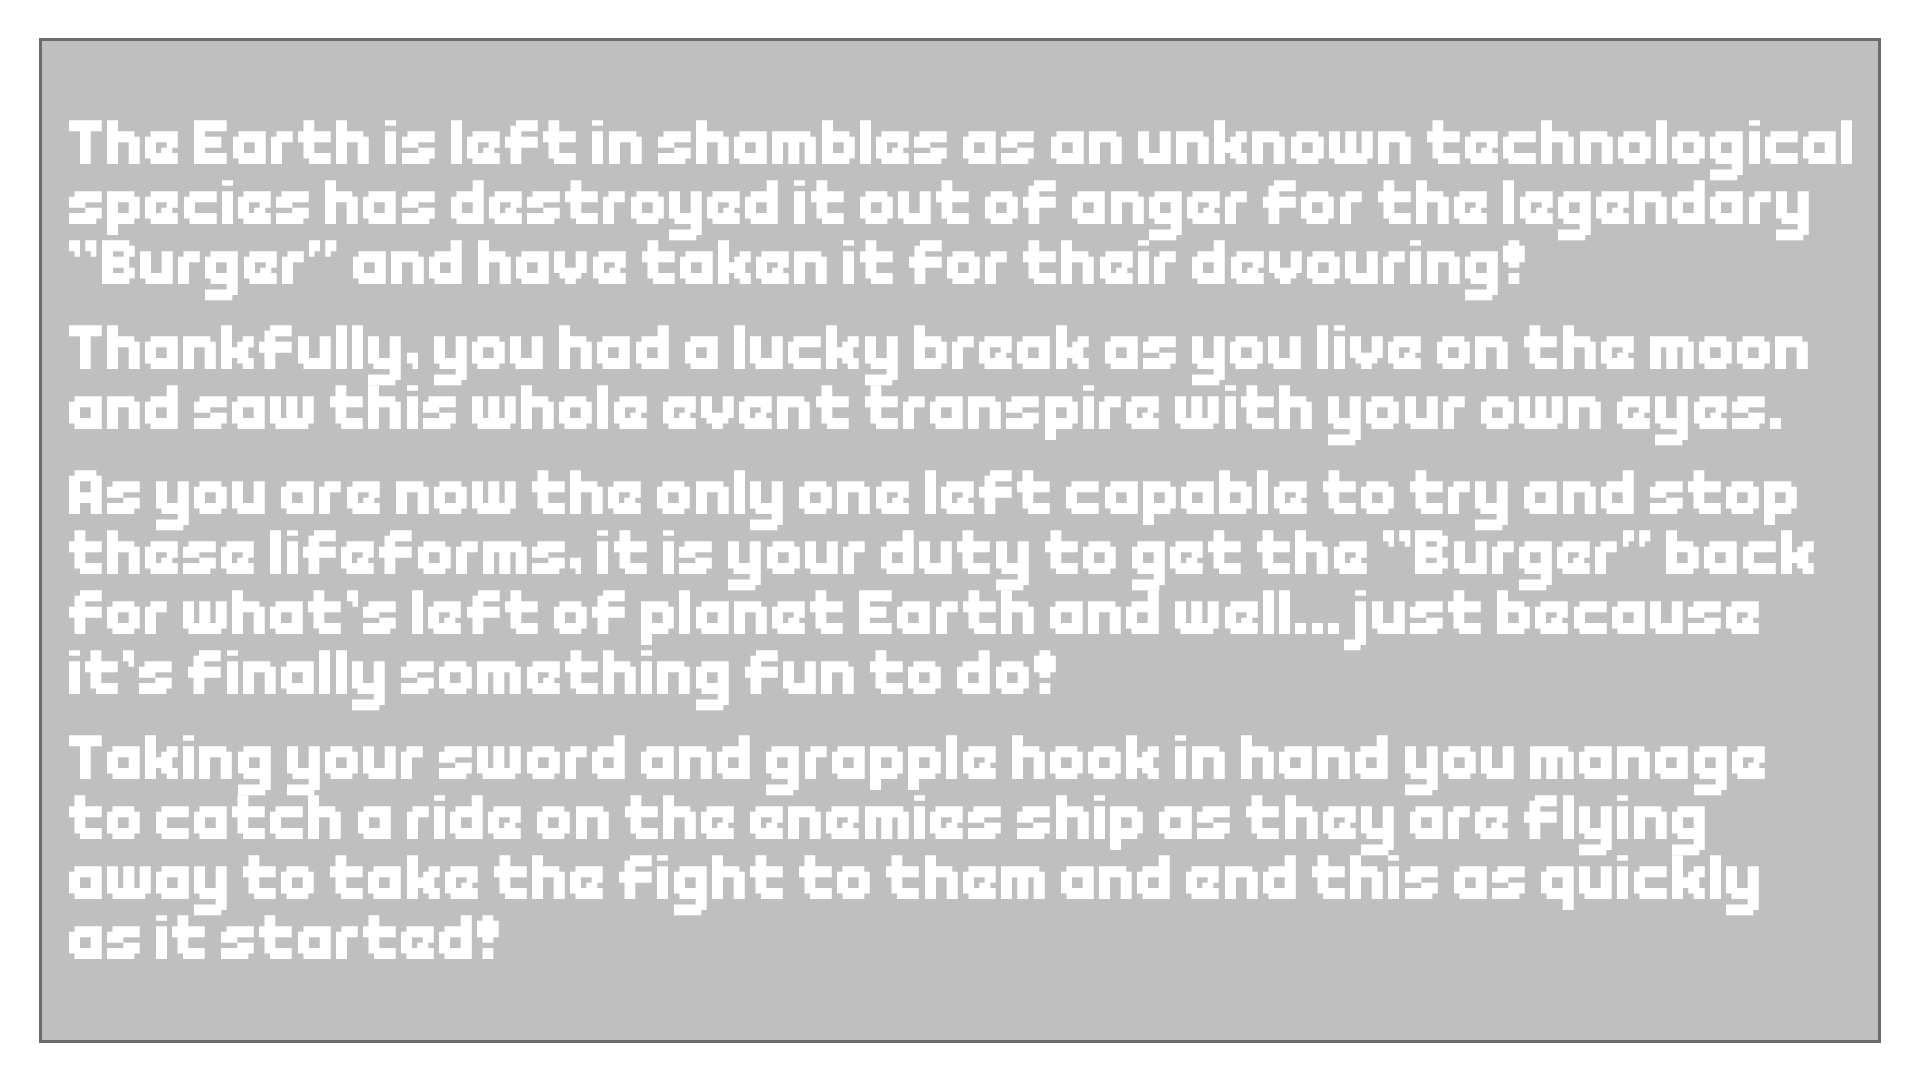 The Earth is left in shambles as an unknown technological
species has destroyed it out of anger for the legendary
"Burger" and have taken it for their devouring!
Thankfully, you had a lucky break as you live on the moon
and saw this whole event transpire with your own eyes.
As you are now the only one left capable to try and stop
these lifeforms, it is your duty to get the "Burger" back
for what's left of planet Earth and well...just because
it's finally something fun to do!
Taking your sword and grapple hook in hand you manage
to catch a ride on the enemies ship as they are flying
away to take the fight to them and end this as quickly
as it started!